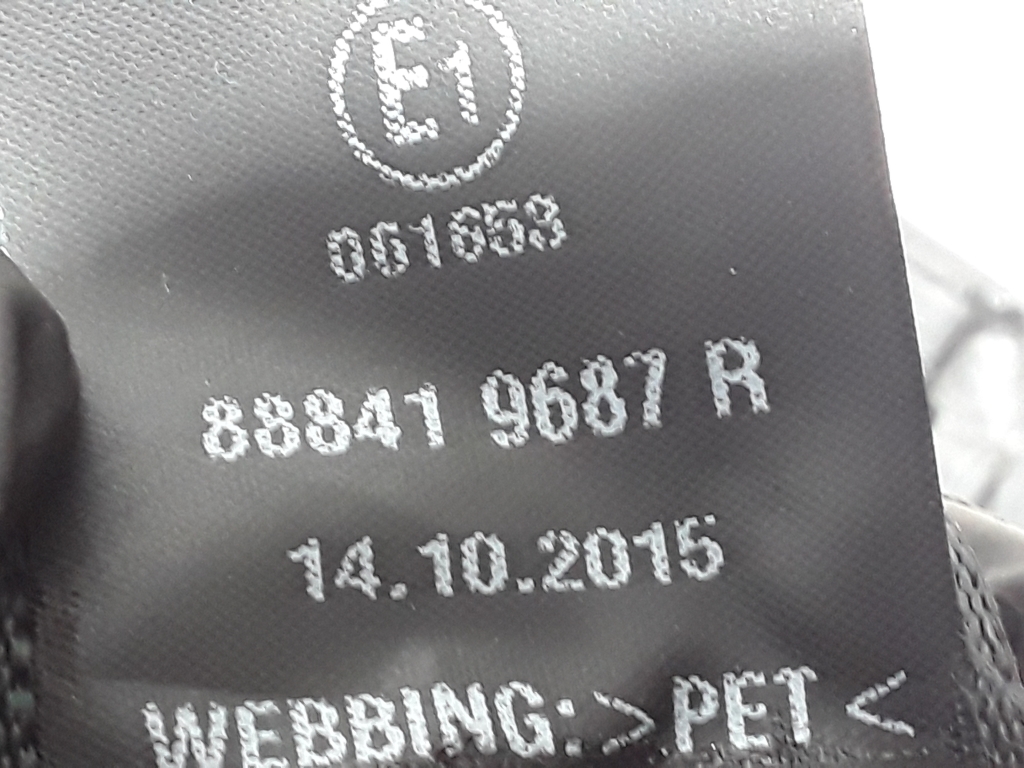 E1
061653
88841 9687 R
14.10.2015
WEBBING:>PET<